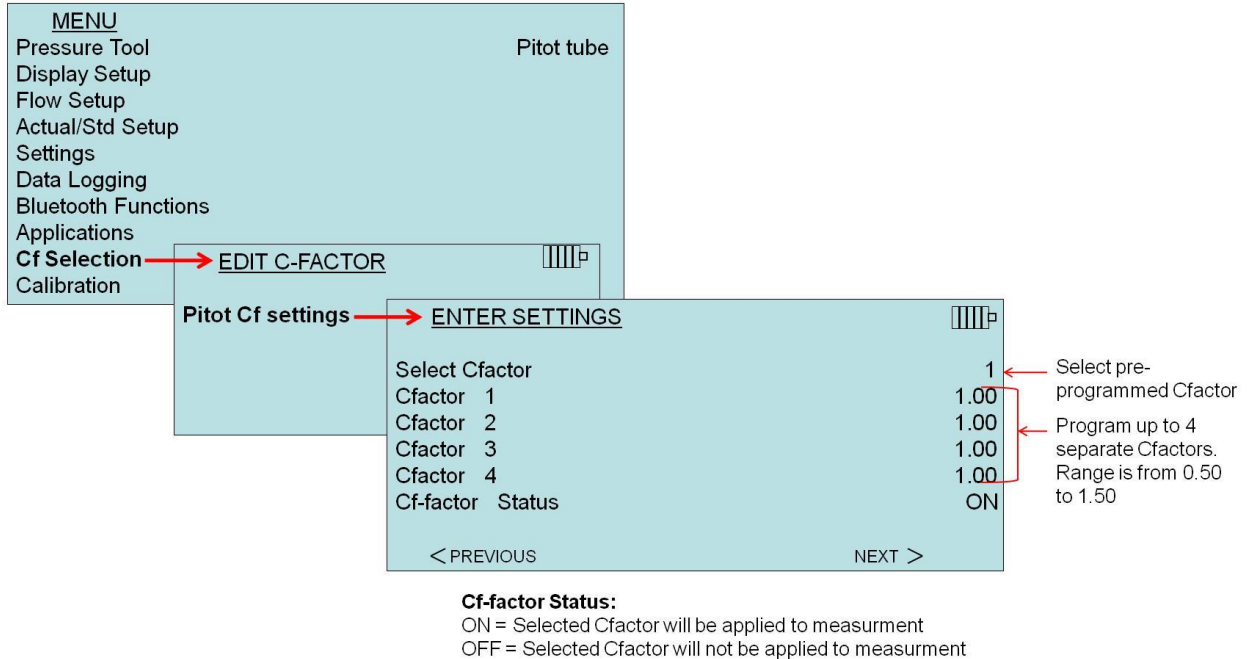 MENU
Pressure Tool Pitot tube
Display Setup
Flow Setup
Actual/Std Setup
Settings
Data Logging
Bluetooth Functions
Applications
Cf Selection
Calibration
EDIT C-FACTOR
Pitot Cf settings
ENTER SETTINGS
Select Cfactor 1
Cfactor 1 1.00
Cfactor 2 1.00
Cfactor 3 1.00
Cfactor 4 1.00
Cf-factor Status ON
< PREVIOUS NEXT >
Select pre-
programmed Cfactor
Program up to 4
separate Cfactors.
Range is from 0.50
to 1.50
Cf-factor Status:
ON = Selected Cfactor will be applied to measurment
OFF = Selected Cfactor will not be applied to measurment